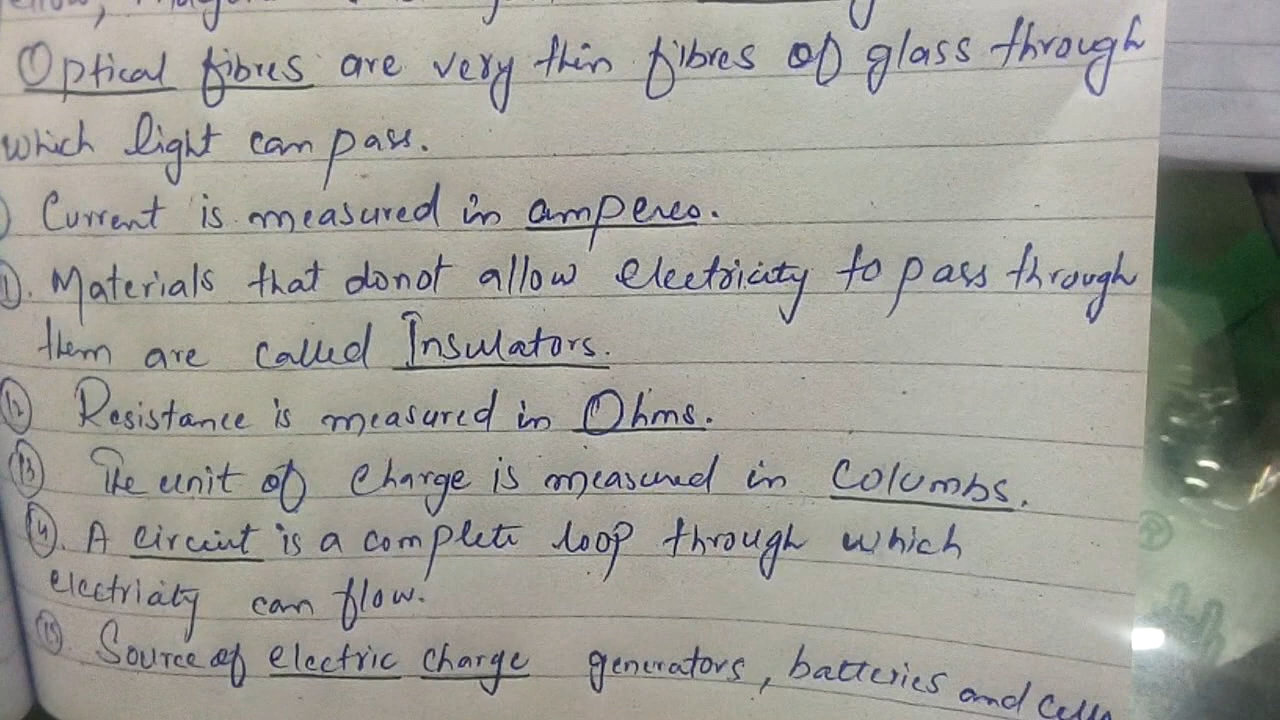 Optical fibres are very thin fibres of glass through
which light can pass.
Current is measured in amperes.
Materials that donot allow electricity to pass through
them are called Insulators.
(12) Resistance is measured in Ohms.
(13) The unit of charge is measured in Columbs.
(14). A circuit is a complete loop through which
electricity can flow.
(15) Source of electric charge generators, batteries and cells